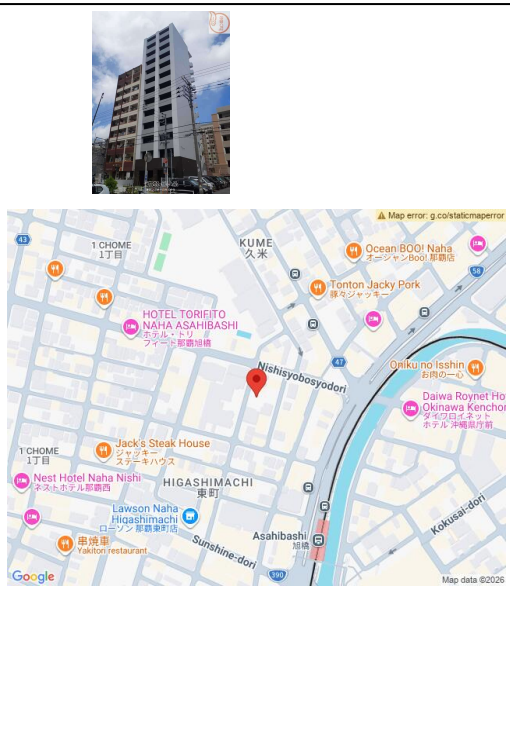 Map error: g.co/staticmaperror
43
1 CHOME
1丁目
KUME
久米
Ocean BOO! Naha
オーシャンBoo! 那覇店
58
Tonton Jacky Pork
豚々ジャッキー
HOTEL TORIFITO
NAHA ASAHIBASHI
ホテル・トリ
フィート那覇旭橋
47
Nishisyobosyodori
Oniku no Isshin
お肉の一心
Daiwa Roynet Ho
Okinawa Kenchor
ダイワロイネット
ホテル 沖縄県庁前
Jack's Steak House
ジャッキー
ステーキハウス
1 CHOME
1丁目
Nest Hotel Naha Nishi
ネストホテル那覇西
HIGASHIMACHI
東町
Lawson Naha
Higashimachi
ローソン 那覇東町店
Kokusai-dori
Asahibashi
旭橋
串焼車
Yakitori restaurant
Sunshine-dori
390
Google
Map data ©2026